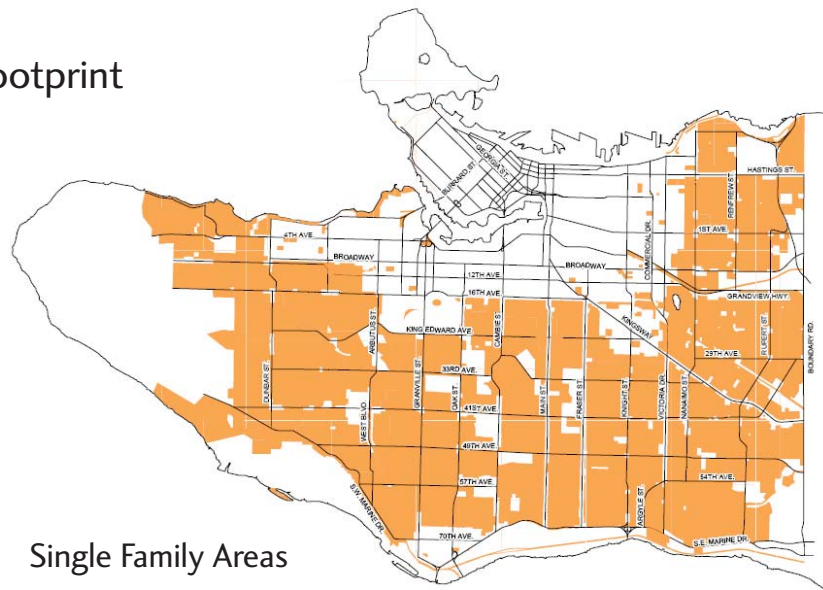 ootprint
GEORGIA ST.
BURRARD ST.
HASTINGS ST.
RENFREW ST.
4TH AVE.
1ST AVE.
COMMERCIAL DR.
BROADWAY
BROADWAY
12TH AVE.
16TH AVE.
GRANDVIEW HWY.
KINGSWAY
ARBUTUS ST.
KING EDWARD AVE.
CAMBIE ST.
RUPERT ST.
BOUNDARY RD.
29TH AVE.
33RD AVE.
DUNBAR ST.
GRANVILLE ST.
OAK ST.
MAIN ST.
FRASER ST.
KNIGHT ST.
VICTORIA DR.
NANAIMO ST.
41ST AVE.
WEST BLVD.
49TH AVE.
57TH AVE.
54TH AVE.
S.W. MARINE DR.
ARGYLE ST.
70TH AVE.
S.E. MARINE DR.
Single Family Areas